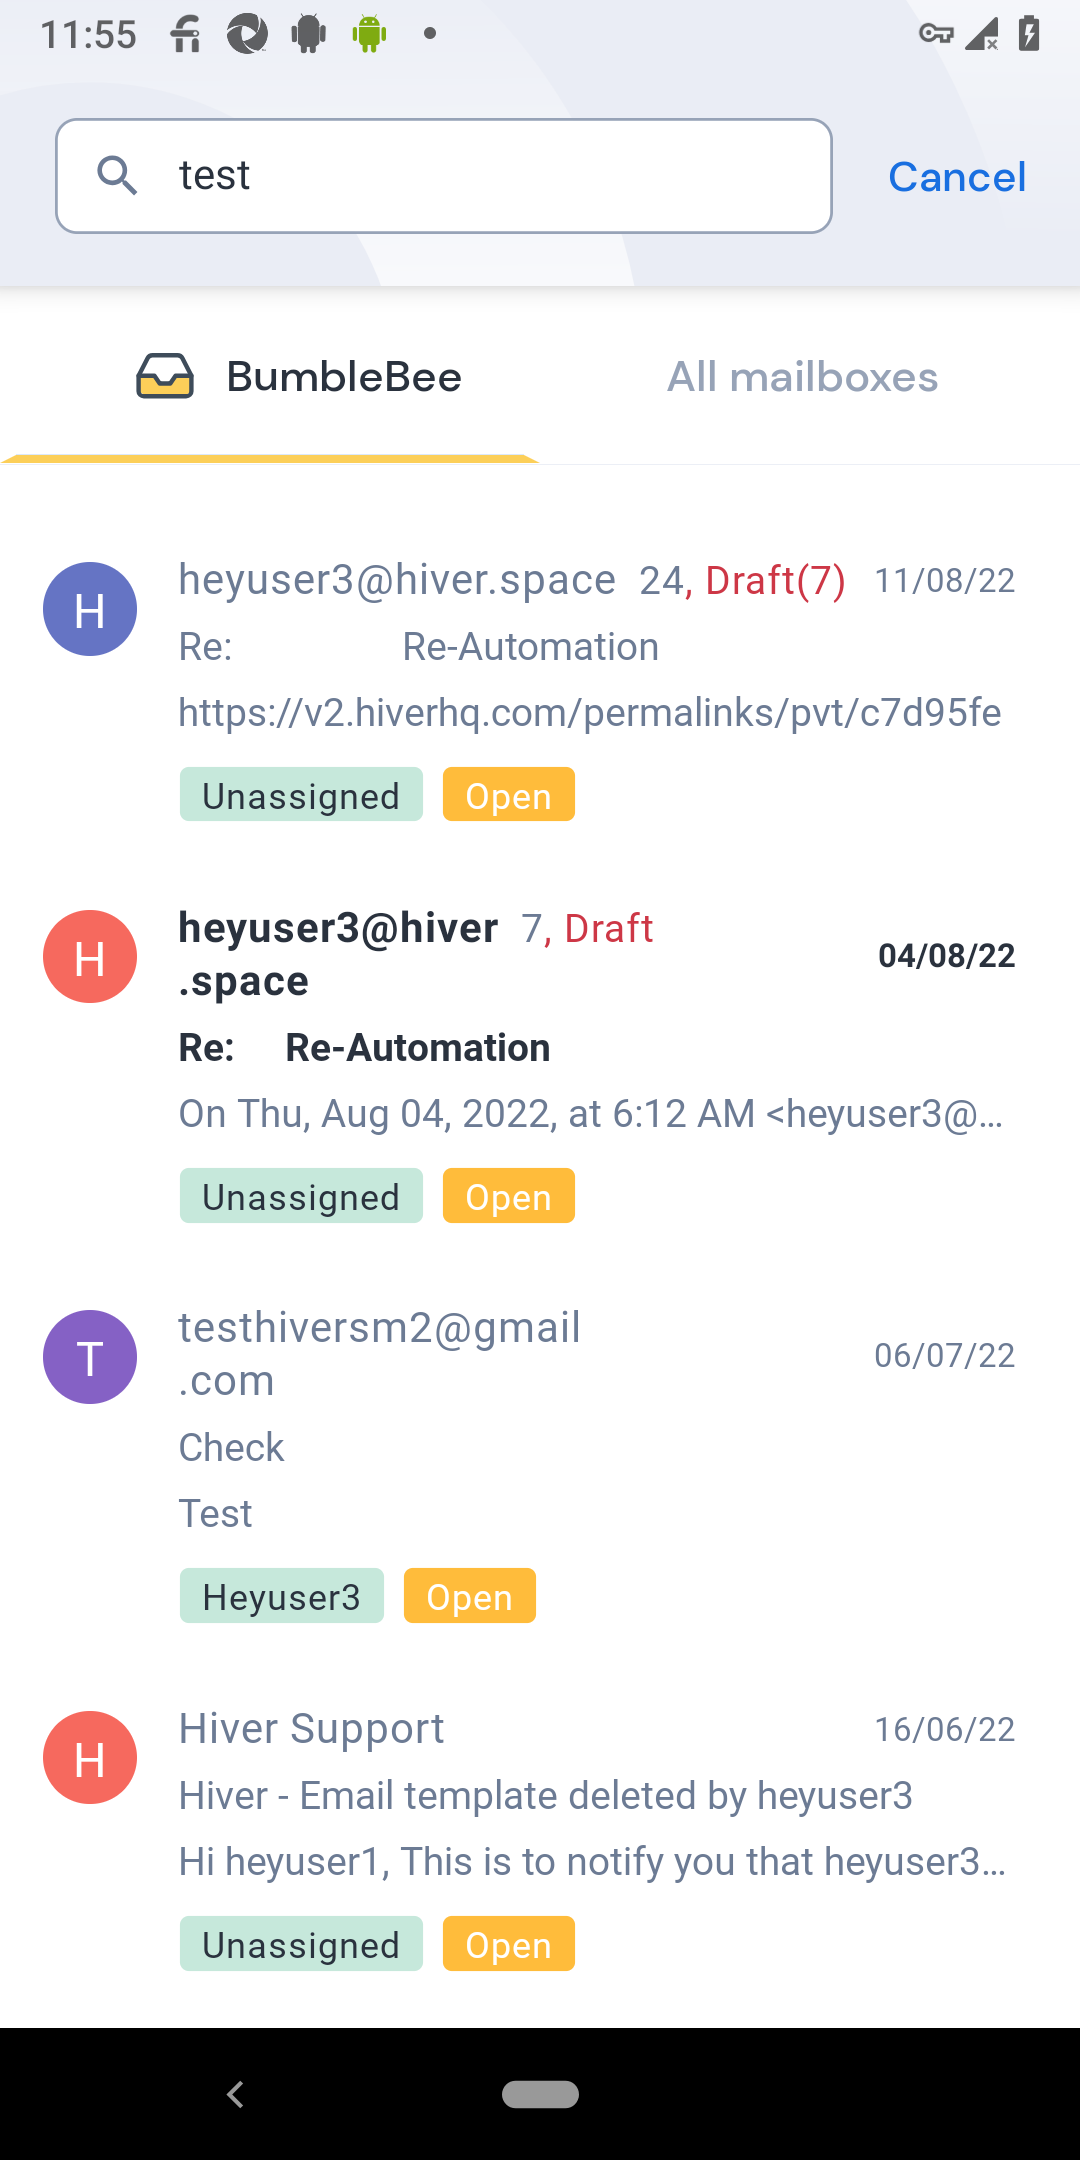 11:55
test
Cancel
BumbleBee
All mailboxes
H
heyuser3@hiver.space 24, Draft(7) 11/08/22
Re: Re-Automation
https://v2.hiverhq.com/permalinks/pvt/c7d95fe
Unassigned Open
H
heyuser3@hiver 7, Draft
.space
04/08/22
Re: Re-Automation
On Thu, Aug 04, 2022, at 6:12 AM <heyuser3@...
Unassigned Open
T
testhiversm2@gmail
.com
06/07/22
Check
Test
Heyuser3 Open
H
Hiver Support 16/06/22
Hiver - Email template deleted by heyuser3
Hi heyuser1, This is to notify you that heyuser3...
Unassigned Open